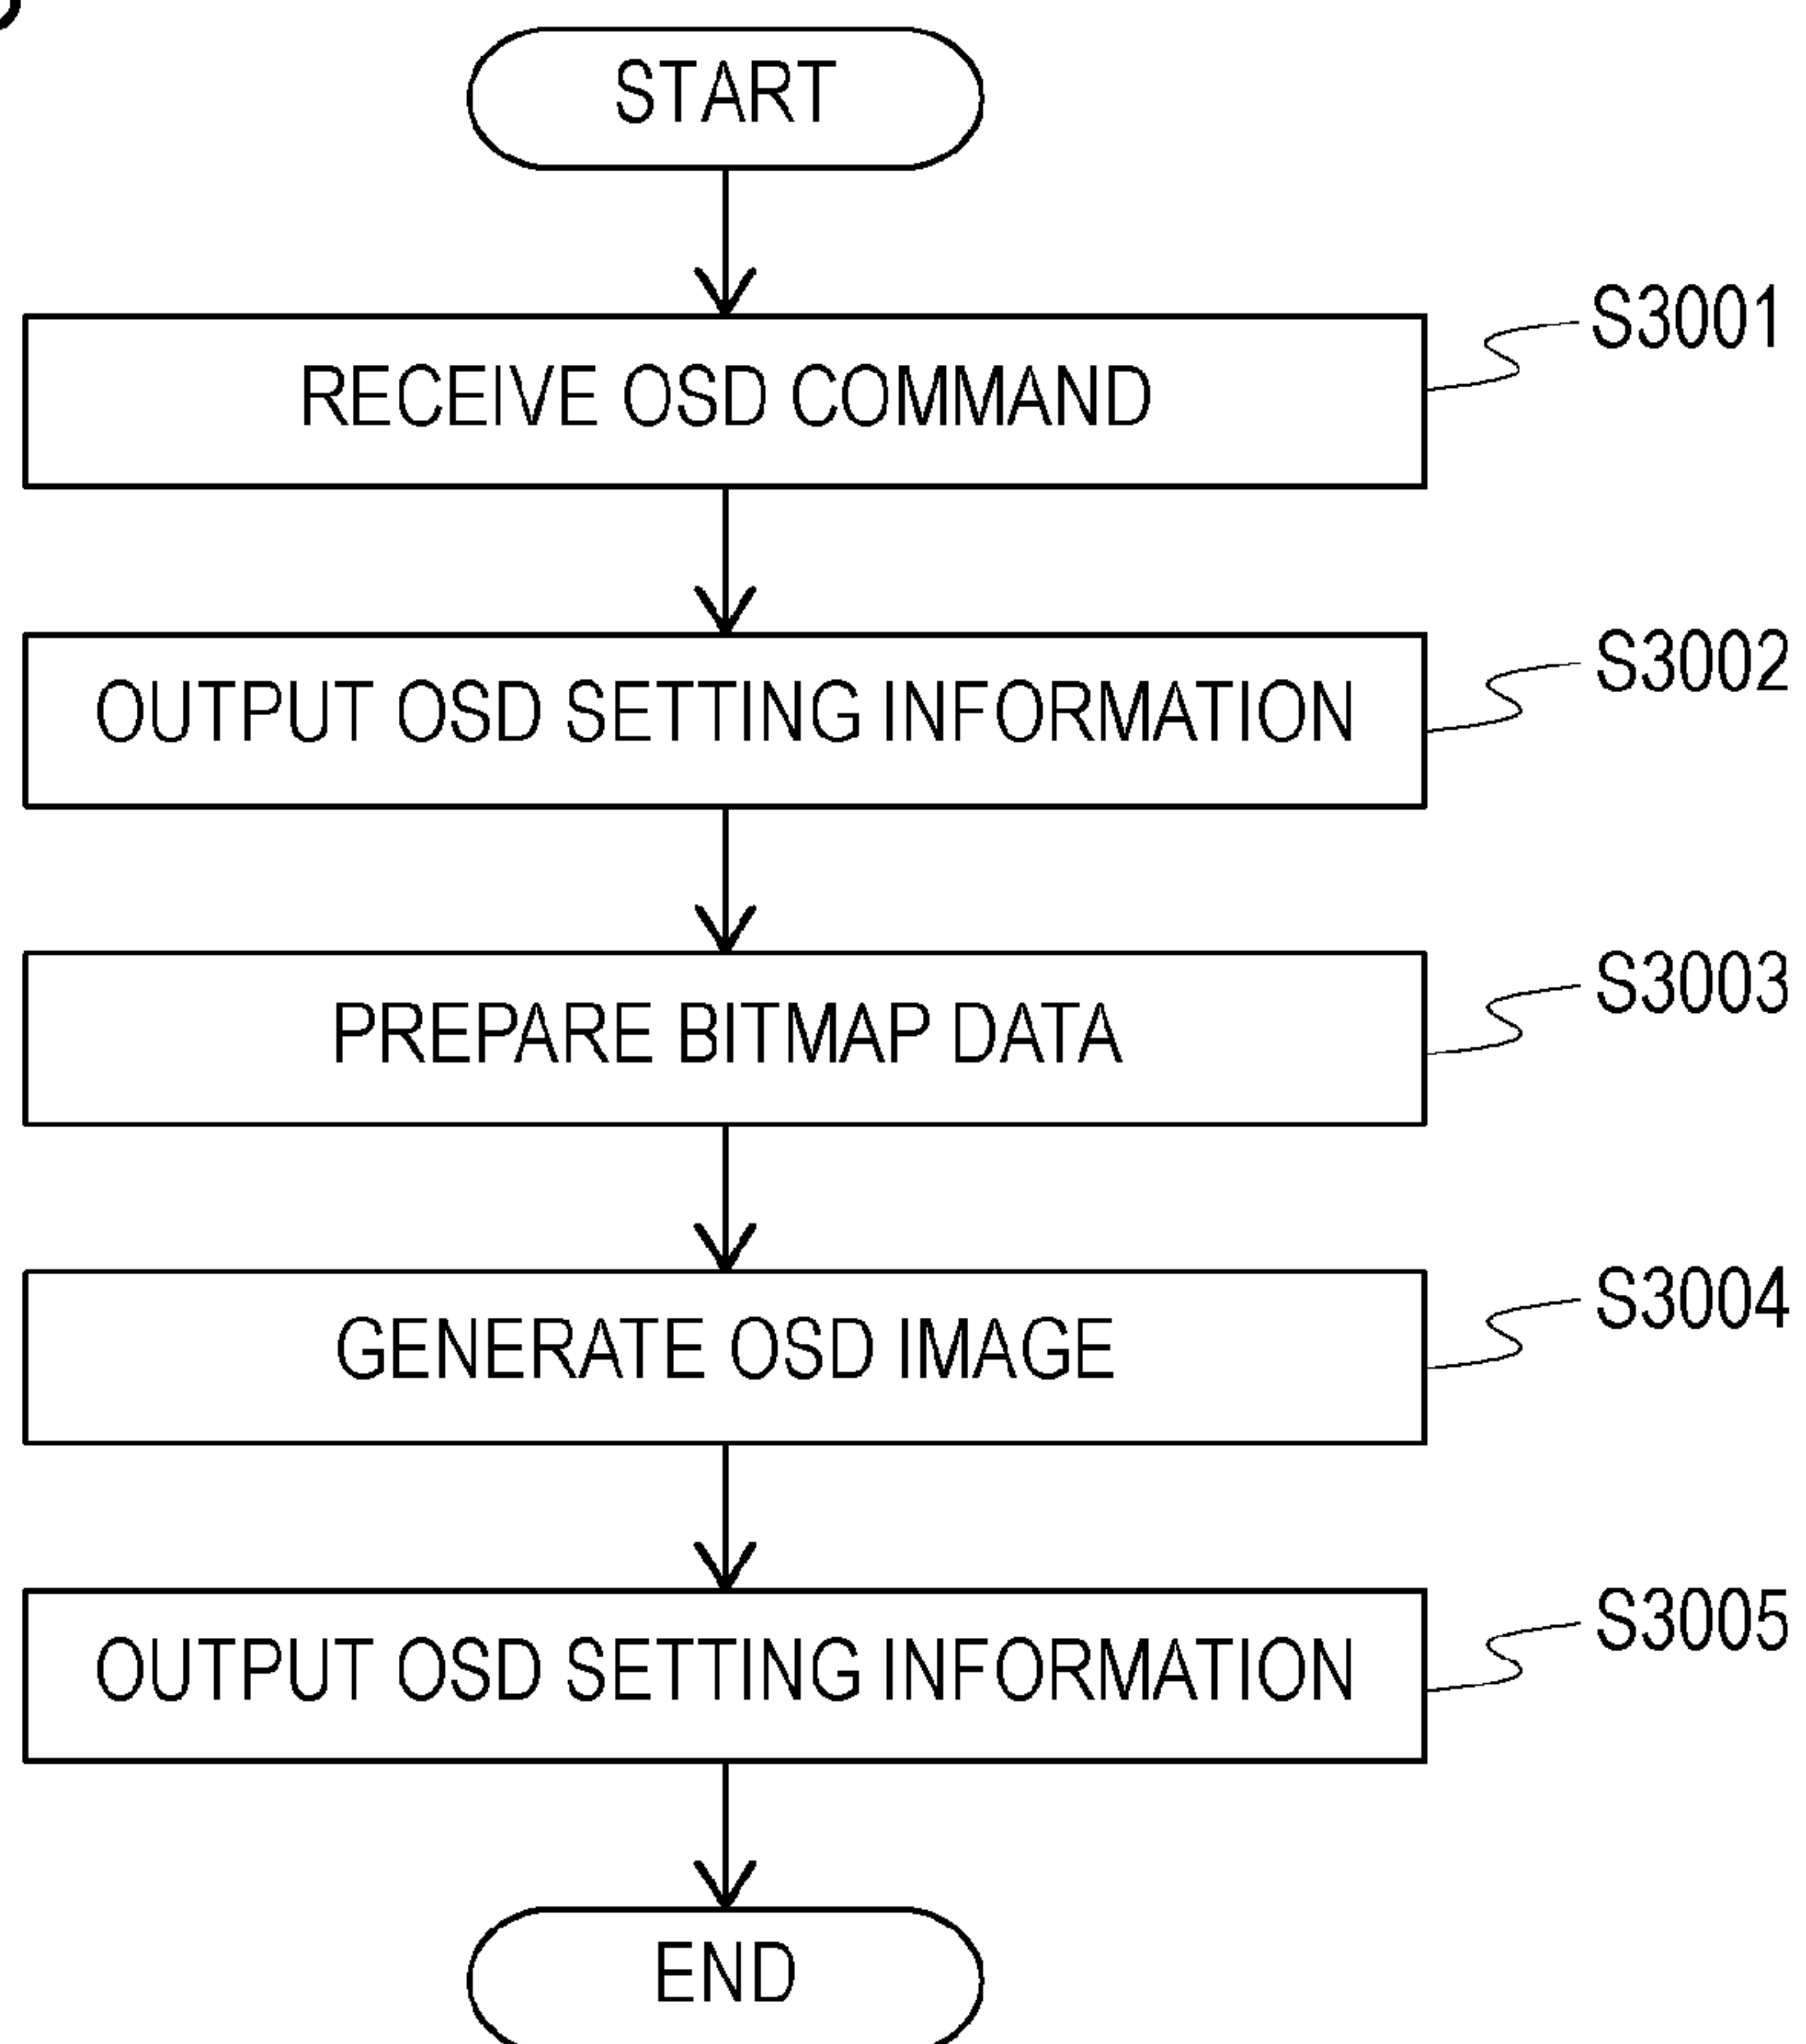 START
RECEIVE OSD COMMAND
S3001
OUTPUT OSD SETTING INFORMATION
S3002
PREPARE BITMAP DATA
S3003
GENERATE OSD IMAGE
S3004
OUTPUT OSD SETTING INFORMATION
S3005
END